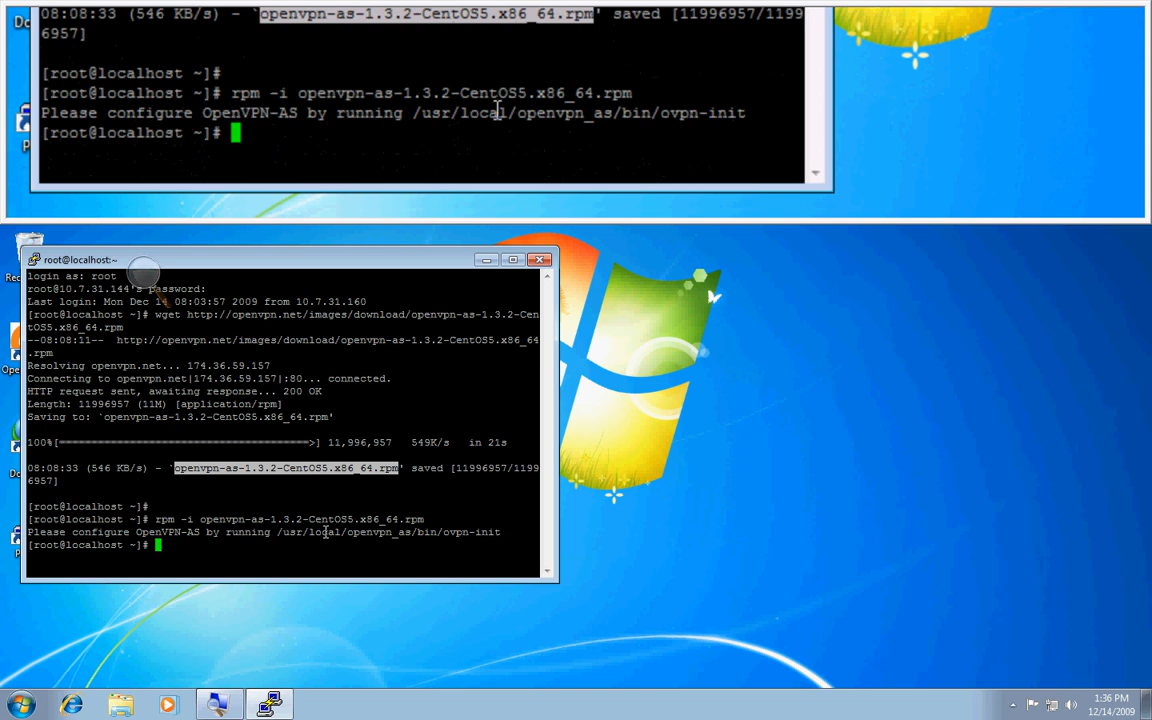 08:08:33 (546 KB/s) - `openvpn-as-1.3.2-CentOS5.x86_64.rpm' saved [11996957/1199
6957]
[root@localhost ~]#
[root@localhost ~]# rpm -i openvpn-as-1.3.2-CentOS5.x86_64.rpm
Please configure OpenVPN-AS by running /usr/local/openvpn_as/bin/ovpn-init
[root@localhost ~]#
root@localhost:~
login as: root
root@10.7.31.144's password:
Last login: Mon Dec 14 08:03:57 2009 from 10.7.31.160
[root@localhost ~]# wget http://openvpn.net/images/download/openvpn-as-1.3.2-Cen
tOS5.x86_64.rpm
--08:08:11--  http://openvpn.net/images/download/openvpn-as-1.3.2-CentOS5.x86_64
.rpm
Resolving openvpn.net... 174.36.59.157
Connecting to openvpn.net|174.36.59.157|:80... connected.
HTTP request sent, awaiting response... 200 OK
Length: 11996957 (11M) [application/rpm]
Saving to: `openvpn-as-1.3.2-CentOS5.x86_64.rpm'
100%[======================================>] 11,996,957   549K/s   in 21s
08:08:33 (546 KB/s) - `openvpn-as-1.3.2-CentOS5.x86_64.rpm' saved [11996957/1199
6957]
[root@localhost ~]#
[root@localhost ~]# rpm -i openvpn-as-1.3.2-CentOS5.x86_64.rpm
Please configure OpenVPN-AS by running /usr/local/openvpn_as/bin/ovpn-init
[root@localhost ~]#
1:36 PM
12/14/2009